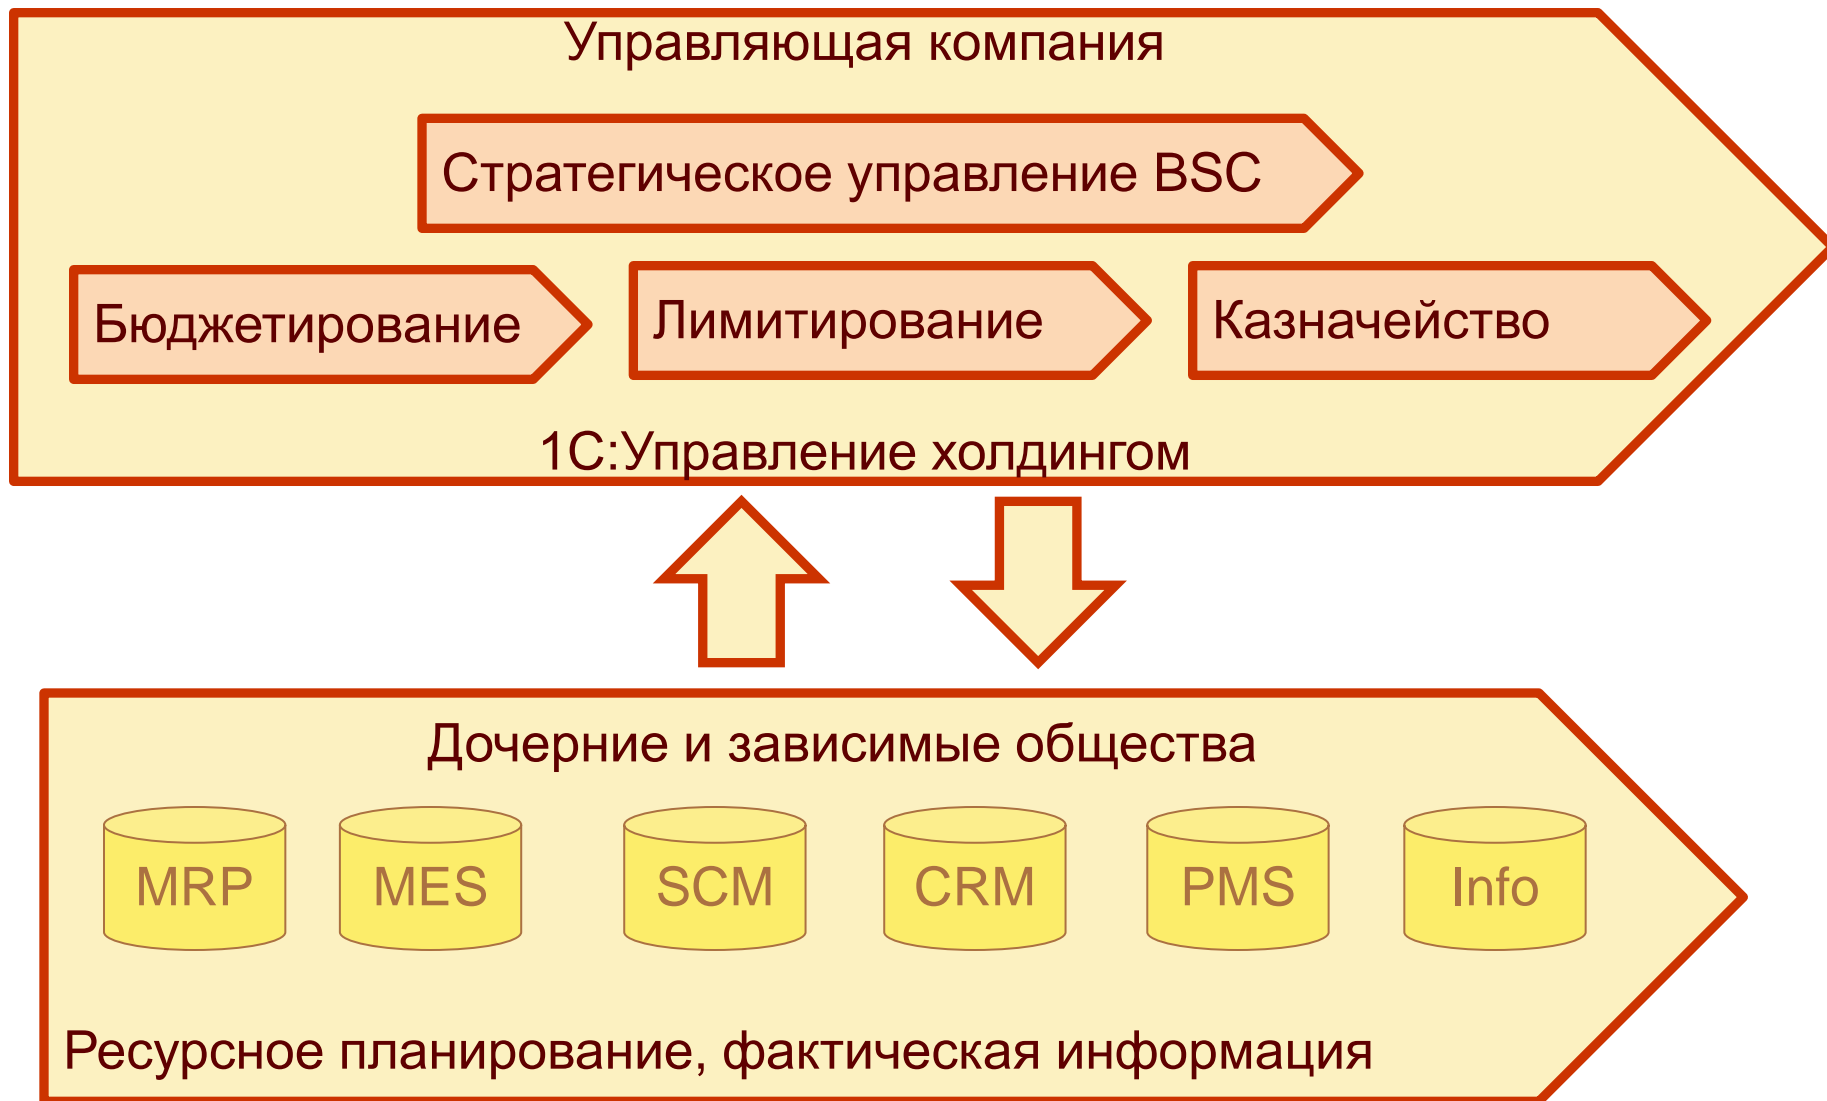 Управляющая компания
Стратегическое управление BSC
Бюджетирование
Лимитирование
Казначейство
1С:Управление холдингом
Дочерние и зависимые общества
MRP
MES
SCM
CRM
PMS
Info
Ресурсное планирование, фактическая информация